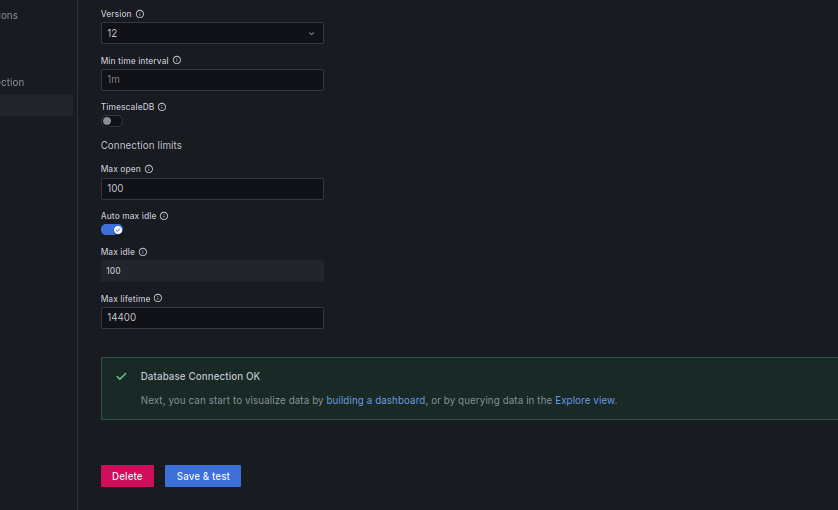 ions
ection
Version
12
Min time interval
1m
TimescaleDB
Connection limits
Max open
100
Auto max idle
Max idle
100
Max lifetime
14400
Database Connection OK
Next, you can start to visualize data by building a dashboard, or by querying data in the Explore view.
Delete
Save & test